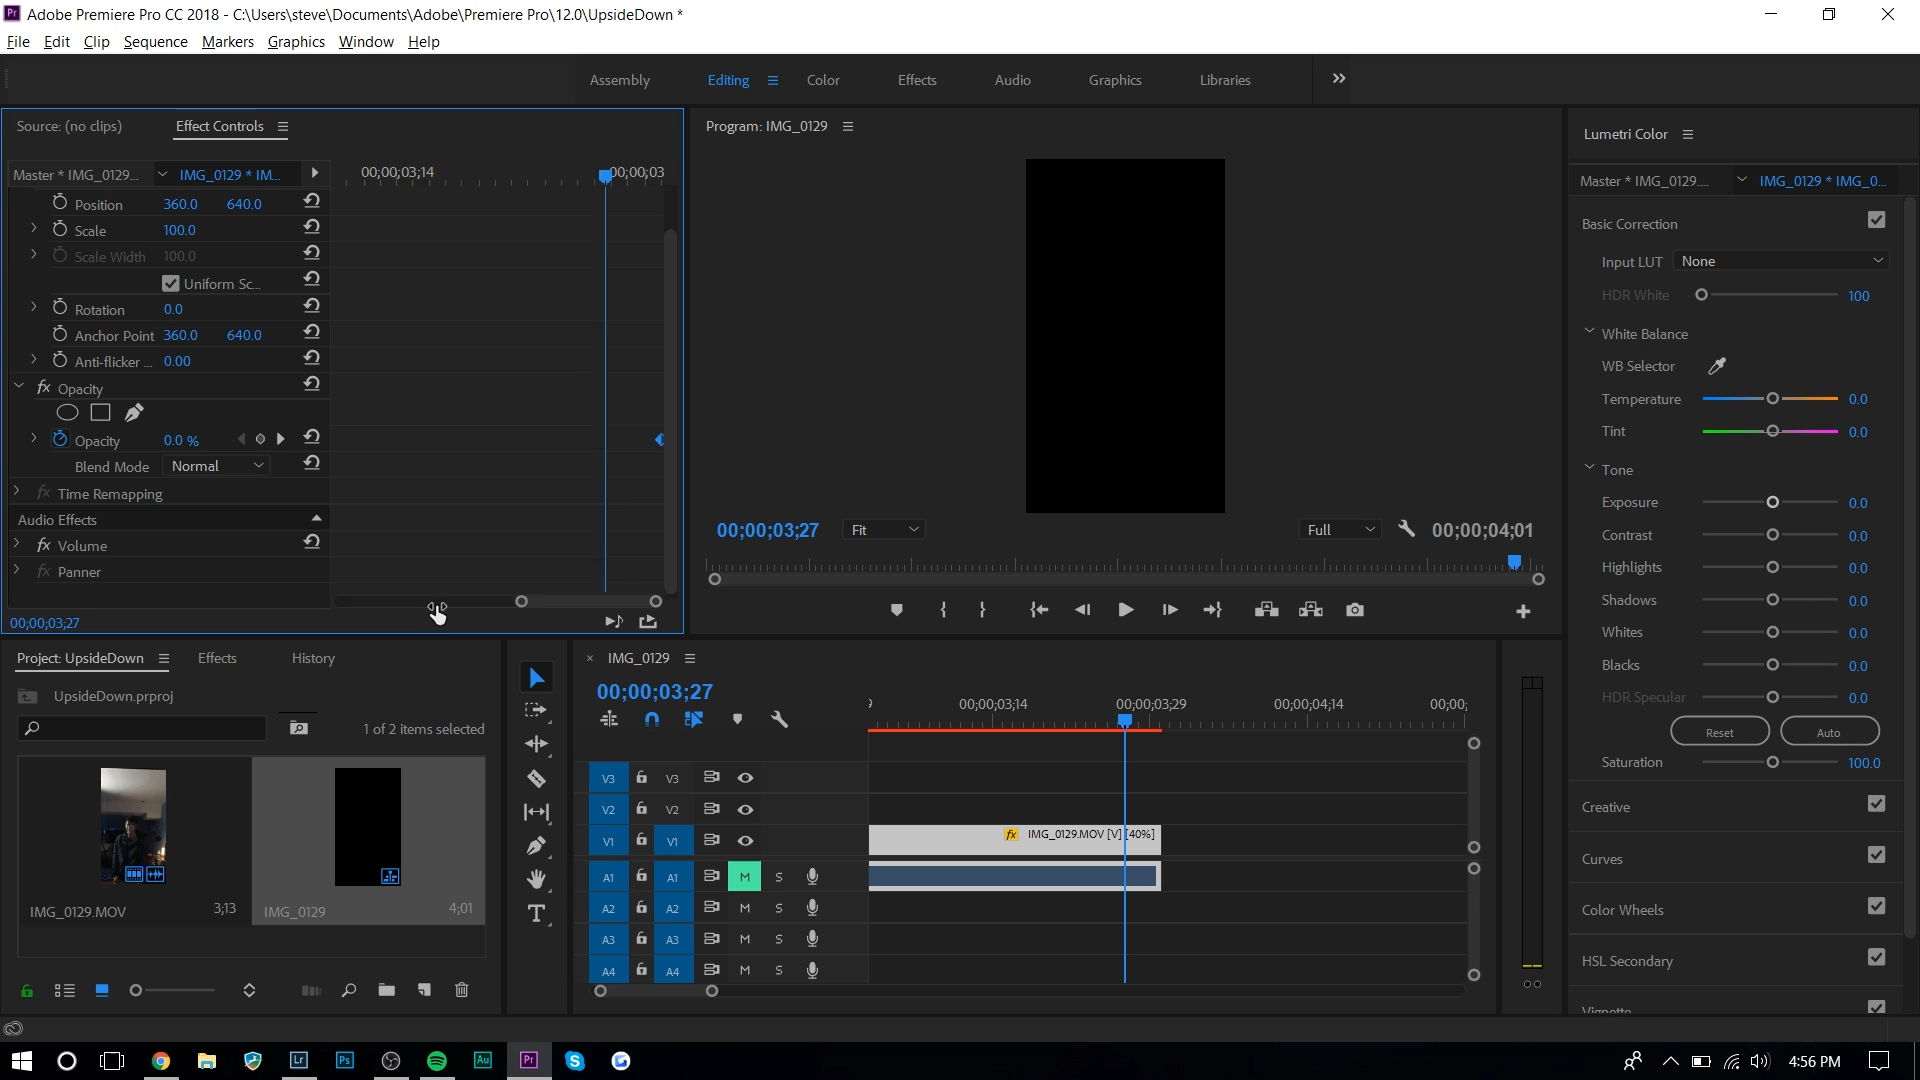 Adobe Premiere Pro CC 2018 - C:\Users\steve\Documents\Adobe\Premiere Pro\12.0\UpsideDown *
File Edit Clip Sequence Markers Graphics Window Help
Assembly Editing Color Effects Audio Graphics Libraries
Source: (no clips) Effect Controls
Program: IMG_0129
Lumetri Color
Master * IMG_0129... IMG_0129 * IM... 00;00;03;14 00;00;03
Master * IMG_0129.... IMG_0129 * IMG_0...
Position 360.0 640.0
Scale 100.0
Scale Width 100.0
Uniform Sc...
Rotation 0.0
Anchor Point 360.0 640.0
Anti-flicker ... 0.00
fx Opacity
Opacity 0.0 %
Blend Mode Normal
fx Time Remapping
Audio Effects
fx Volume
fx Panner
00;00;03;27
00;00;03;27 Fit Full 00;00;04;01
Basic Correction
Input LUT None
HDR White 100
White Balance
WB Selector
Temperature 0.0
Tint 0.0
Tone
Exposure 0.0
Contrast 0.0
Highlights 0.0
Shadows 0.0
Whites 0.0
Blacks 0.0
HDR Specular 0.0
Reset Auto
Saturation 100.0
Creative
Curves
Color Wheels
HSL Secondary
Vignette
Project: UpsideDown Effects History
UpsideDown.prproj
1 of 2 items selected
IMG_0129.MOV 3;13
IMG_0129 4;01
× IMG_0129
00;00;03;27
9 00;00;03;14 00;00;03;29 00;00;04;14 00;00;
V3 V3
V2 V2
V1 V1 fx IMG_0129.MOV [V] [40%]
A1 A1 M S
A2 A2 M S
A3 A3 M S
A4 A4 M S
Lr Ps Au Pr S
4:56 PM